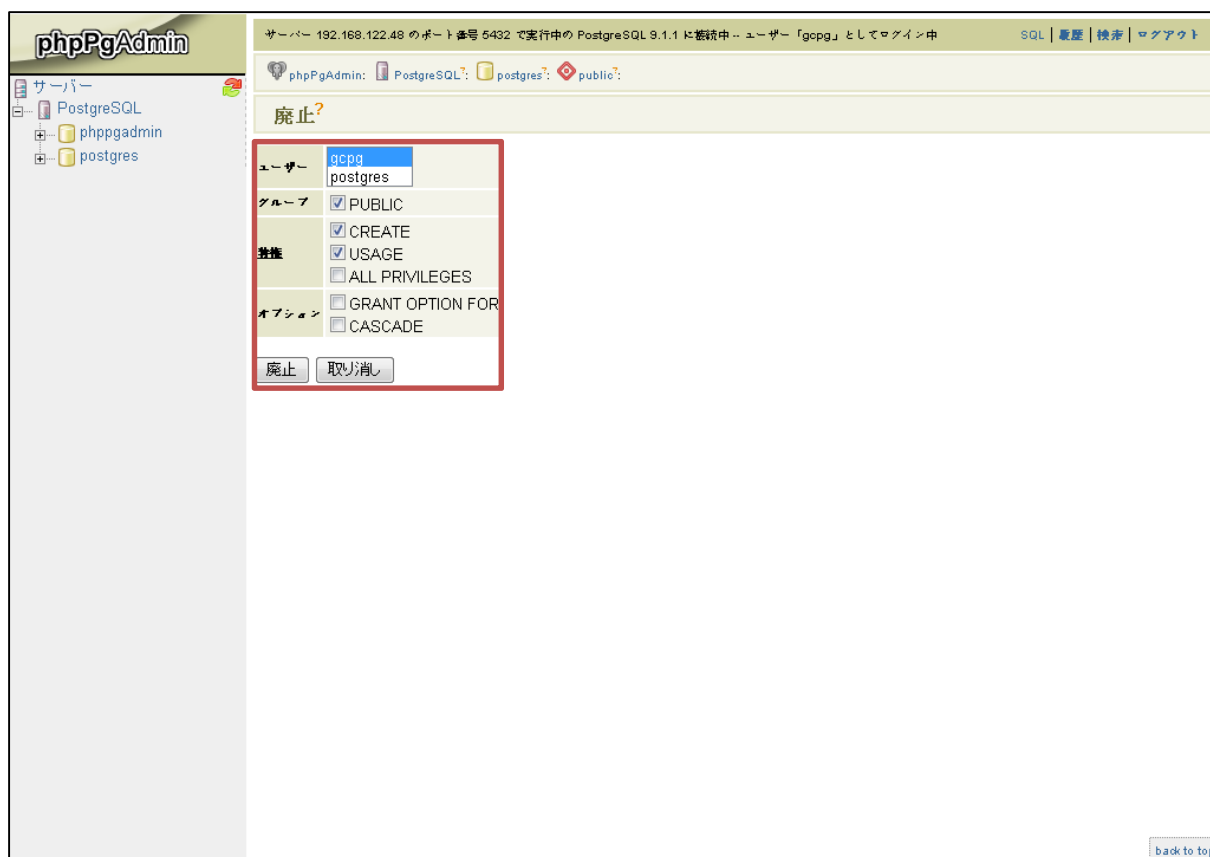 phpPgAdmin
サーバー 192.168.122.48 のポート番号 5432 で実行中の PostgreSQL 9.1.1 に接続中 -- ユーザー 「gcpg」としてログイン中
SQL | 履歴 | 検索 | ログアウト
phpPgAdmin: PostgreSQL?: postgres?: public?:
サーバー
PostgreSQL
phppgadmin
postgres
廃止?
ユーザー
gcpg
postgres
グループ
PUBLIC
特権
CREATE
USAGE
ALL PRIVILEGES
オプション
GRANT OPTION FOR
CASCADE
廃止 取り消し
back to top